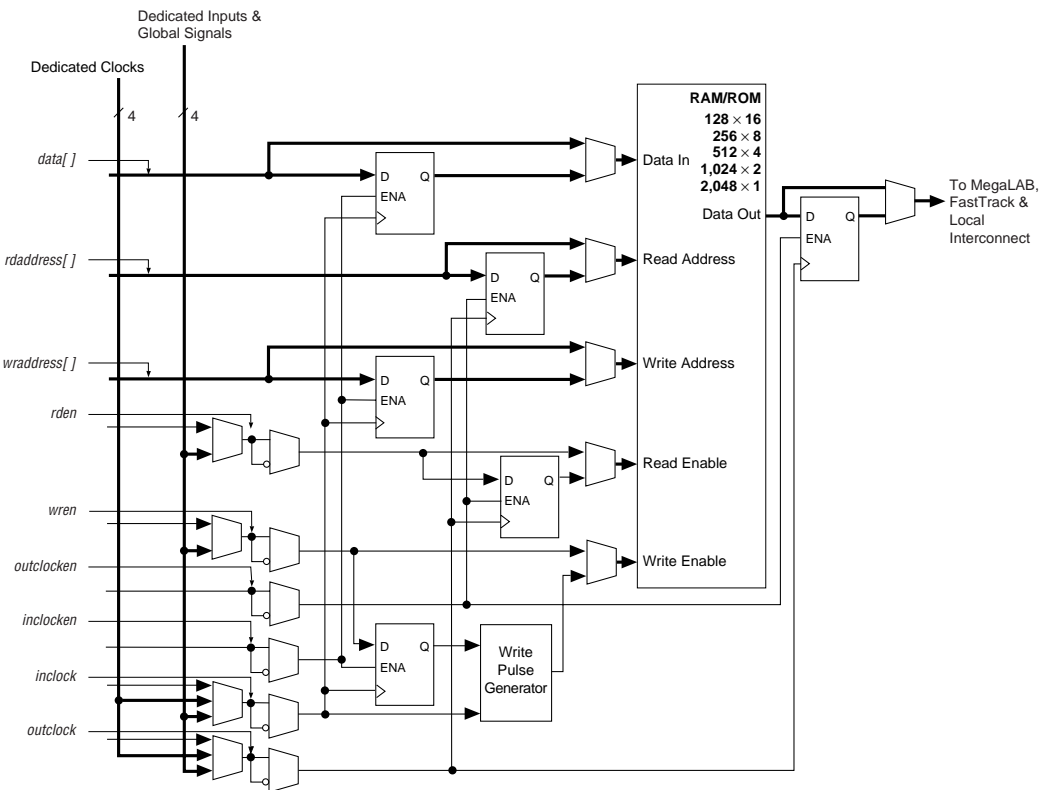 Dedicated Inputs &
Global Signals
Dedicated Clocks
4
4
RAM/ROM
128 × 16
256 × 8
512 × 4
1,024 × 2
2,048 × 1
data[ ]
D
Q
ENA
Data In
Data Out
D
Q
ENA
To MegaLAB,
FastTrack &
Local
Interconnect
rdaddress[ ]
D
Q
ENA
Read Address
wraddress[ ]
D
Q
ENA
Write Address
rden
D
Q
ENA
Read Enable
wren
Write Enable
outclocken
inclocken
D
Q
ENA
Write
Pulse
Generator
inclock
outclock